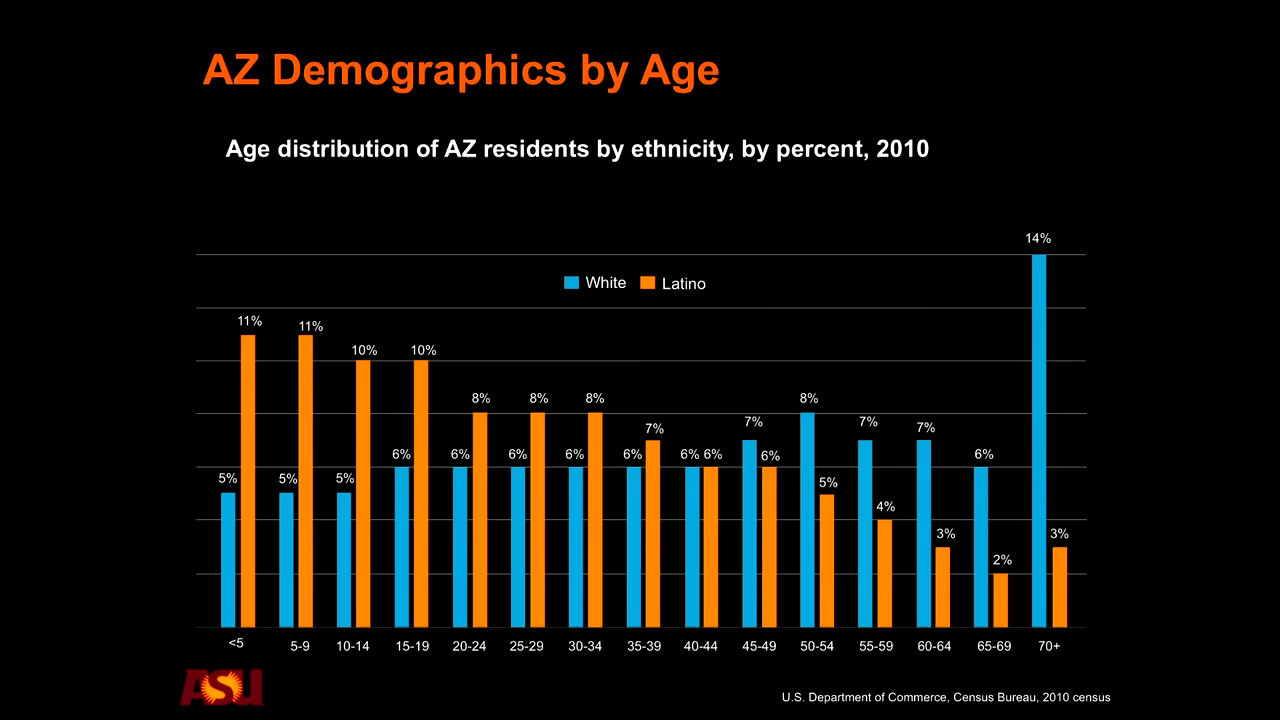 AZ Demographics by Age
Age distribution of AZ residents by ethnicity, by percent, 2010
14%
White Latino
11% 11% 10% 10% 8% 8% 8% 7% 6% 6% 5% 4% 3% 2% 3%
5% 5% 5% 6% 6% 6% 6% 6% 6% 7% 8% 7% 7% 6%
<5 5-9 10-14 15-19 20-24 25-29 30-34 35-39 40-44 45-49 50-54 55-59 60-64 65-69 70+
ASU
U.S. Department of Commerce, Census Bureau, 2010 census